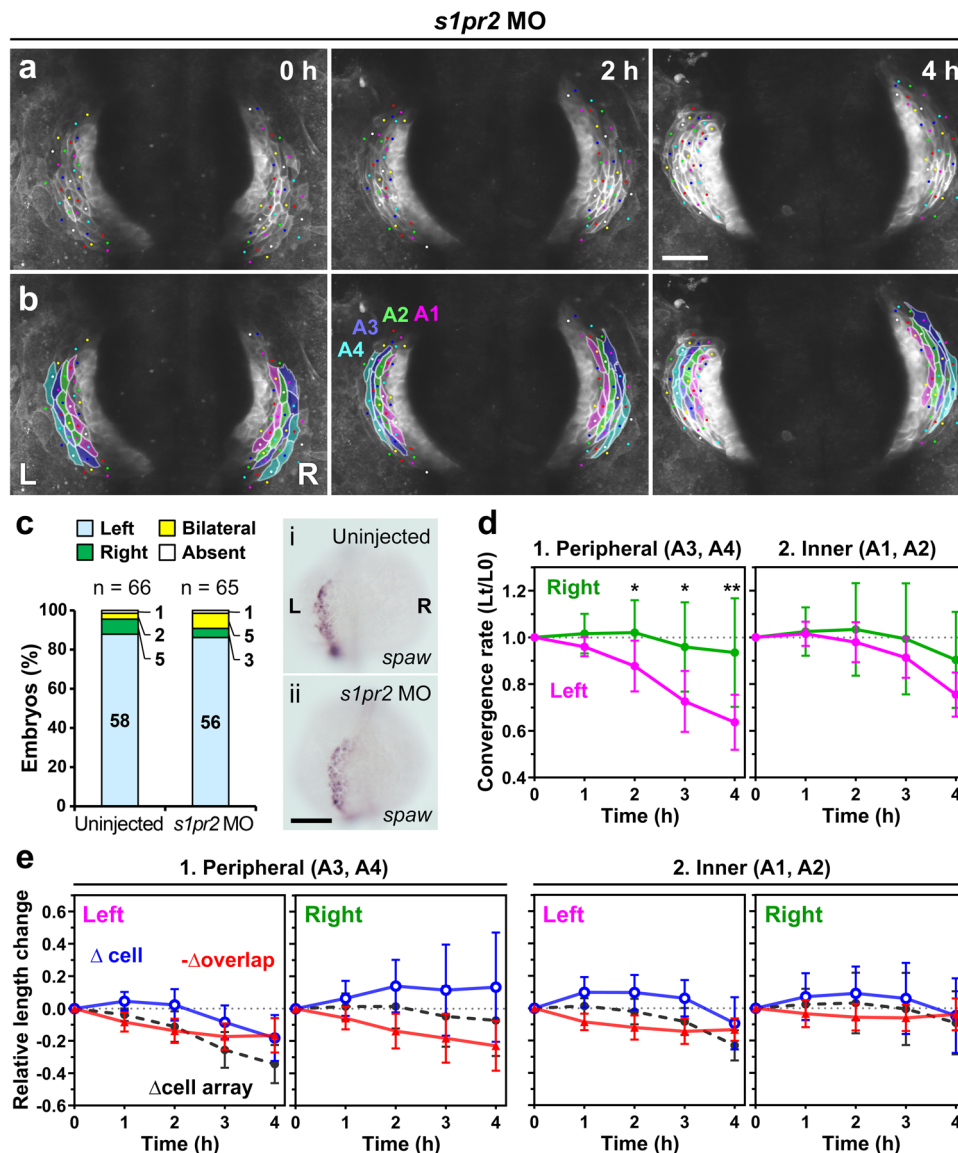 s1pr2 MO
a
0 h
2 h
4 h
b
L
R
A4
A3
A2
A1
c
Left
Bilateral
Right
Absent
n = 66
n = 65
Embryos (%)
100
80
60
40
20
0
58
56
1
2
5
1
5
3
Uninjected
s1pr2 MO
i
Uninjected
L
R
spaw
ii
s1pr2 MO
spaw
d
1. Peripheral (A3, A4)
2. Inner (A1, A2)
Convergence rate (Lt/L0)
1.2
1.0
0.8
0.6
0.4
Right
Left
* * **
0 1 2 3 4
0 1 2 3 4
Time (h)
Time (h)
e
1. Peripheral (A3, A4)
2. Inner (A1, A2)
Relative length change
0.6
0.4
0.2
0.0
-0.2
-0.4
-0.6
Left
Δ cell
-Δoverlap
Δcell array
Right
Left
Right
0 1 2 3 4
0 1 2 3 4
0 1 2 3 4
0 1 2 3 4
Time (h)
Time (h)
Time (h)
Time (h)